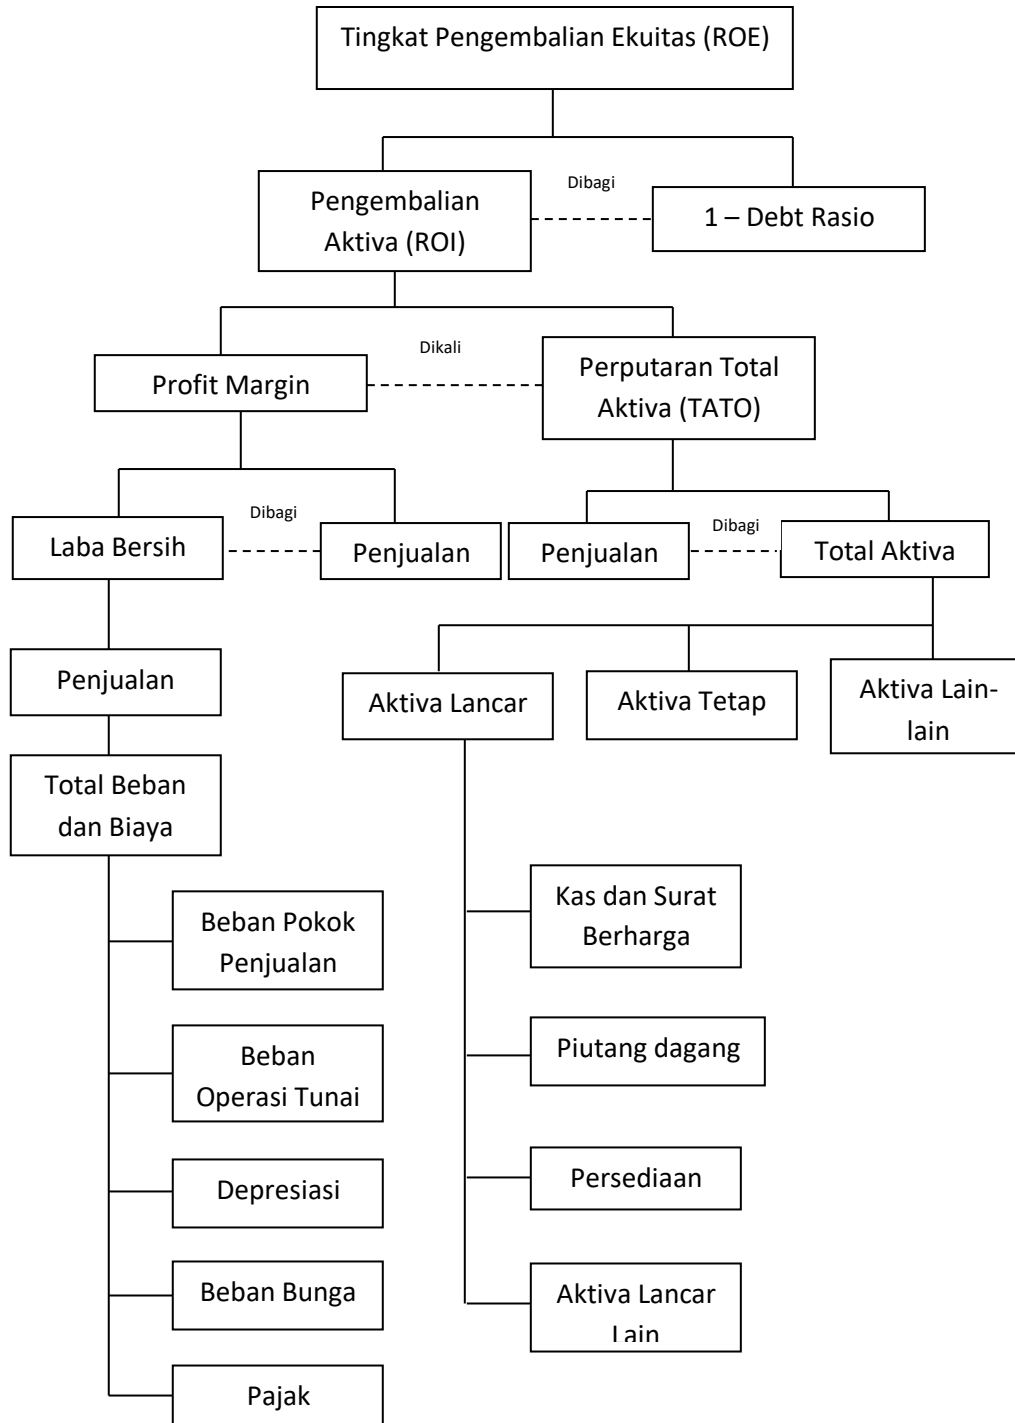 Tingkat Pengembalian Ekuitas (ROE)
Pengembalian
Aktiva (ROI)
Dibagi
1 – Debt Rasio
Profit Margin
Dikali
Perputaran Total
Aktiva (TATO)
Laba Bersih
Dibagi
Penjualan
Penjualan
Dibagi
Total Aktiva
Penjualan
Aktiva Lancar
Aktiva Tetap
Aktiva Lain-
lain
Total Beban
dan Biaya
Beban Pokok
Penjualan
Beban
Operasi Tunai
Depresiasi
Beban Bunga
Pajak
Kas dan Surat
Berharga
Piutang dagang
Persediaan
Aktiva Lancar
Lain